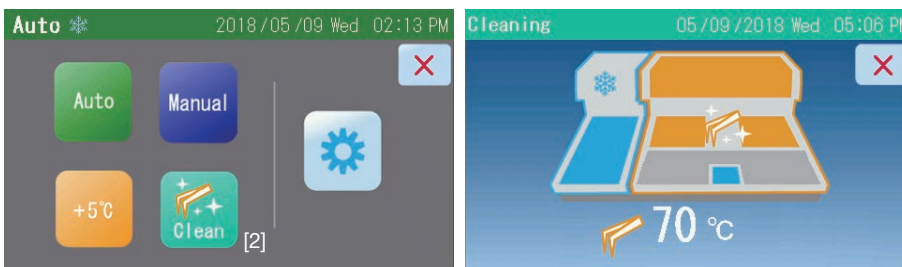 Auto 2018/05/09 Wed 02:13 PM
Auto Manual
+5℃ Clean [2]
Cleaning 05/09/2018 Wed 05:06 PM
70 ℃